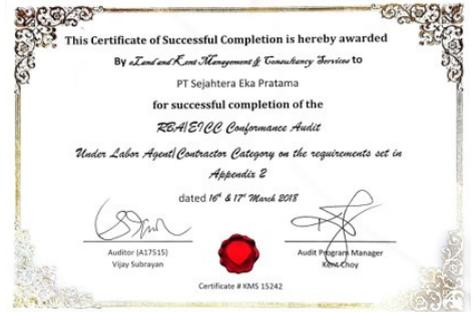 This Certificate of Successful Completion is hereby awarded
By eLand and Kent Management & Consultancy Services to
PT Sejahtera Eka Pratama
for successful completion of the
RBA/EICC Conformance Audit
Under Labor Agent/Contractor Category on the requirements set in
Appendix 2
dated 16th & 17th March 2018
Auditor (A17515)
Vijay Subrayan
Audit Program Manager
Kent Choy
Certificate # KMS 15242